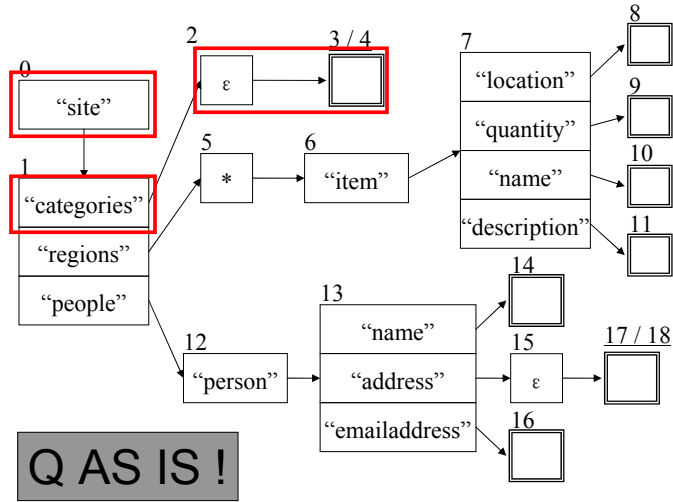 0
“site”
1
“categories”
“regions”
“people”
2
ε
3 / 4
5
*
6
“item”
7
“location”
“quantity”
“name”
“description”
8
9
10
11
12
“person”
13
“name”
“address”
“emailaddress”
14
15
ε
16
17 / 18
Q AS IS !